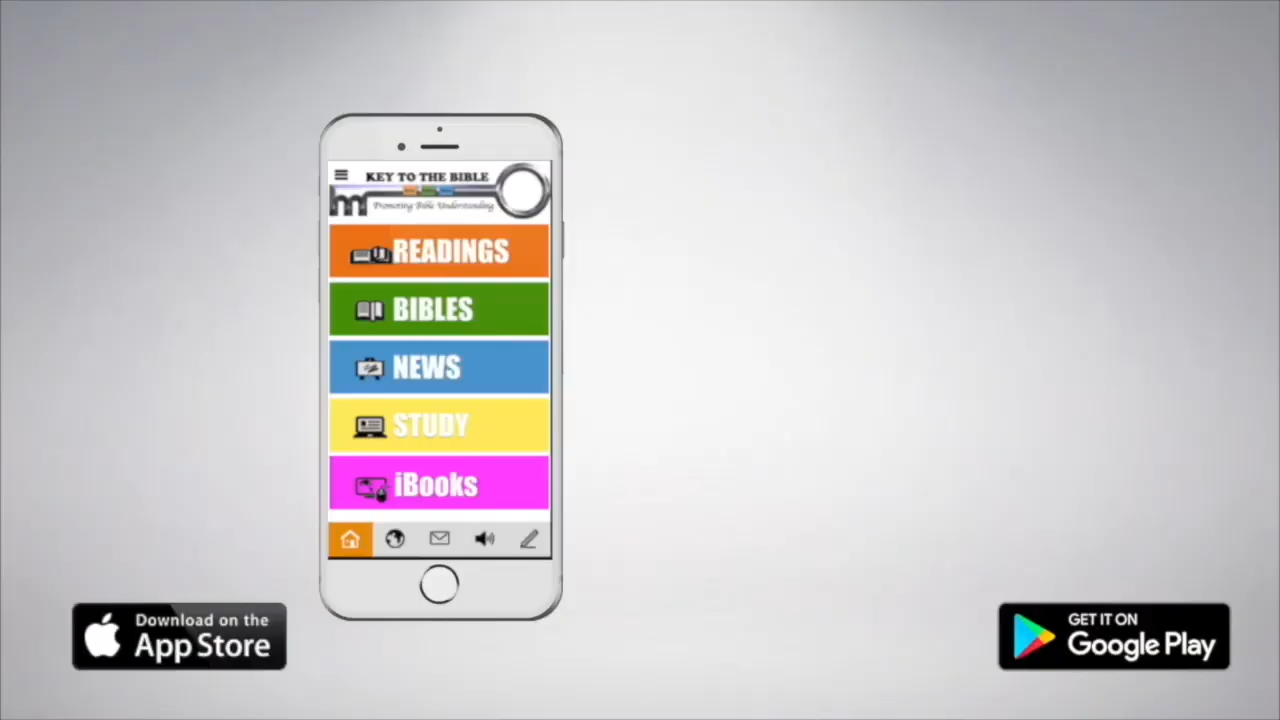 KEY TO THE BIBLE
Promoting Bible Understanding
READINGS
BIBLES
NEWS
STUDY
iBooks
Download on the
App Store
GET IT ON
Google Play